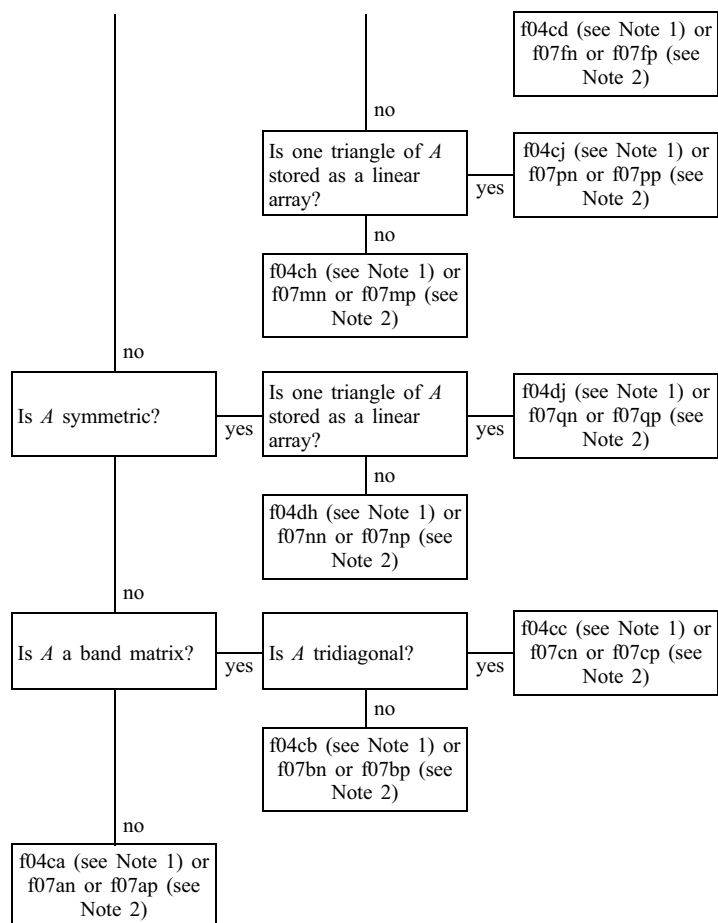 f04cd (see Note 1) or
f07fn or f07fp (see
Note 2)
no
Is one triangle of A
stored as a linear
array?
yes
f04cj (see Note 1) or
f07pn or f07pp (see
Note 2)
no
f04ch (see Note 1) or
f07mn or f07mp (see
Note 2)
no
Is A symmetric?
yes
Is one triangle of A
stored as a linear
array?
yes
f04dj (see Note 1) or
f07qn or f07qp (see
Note 2)
no
f04dh (see Note 1) or
f07nn or f07np (see
Note 2)
no
Is A a band matrix?
yes
Is A tridiagonal?
yes
f04cc (see Note 1) or
f07cn or f07cp (see
Note 2)
no
f04cb (see Note 1) or
f07bn or f07bp (see
Note 2)
no
f04ca (see Note 1) or
f07an or f07ap (see
Note 2)